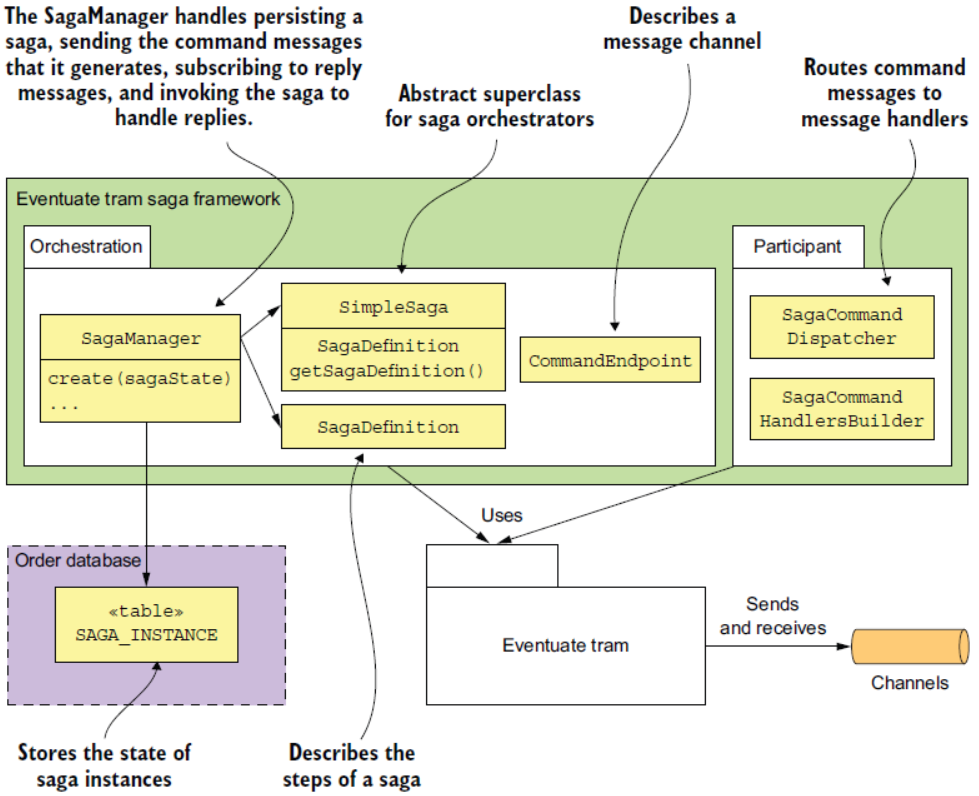 The SagaManager handles persisting a
saga, sending the command messages
that it generates, subscribing to reply
messages, and invoking the saga to
handle replies.
Abstract superclass
for saga orchestrators
Describes a
message channel
Routes command
messages to
message handlers
Eventuate tram saga framework
Orchestration
SagaManager
create(sagaState)
...
SimpleSaga
SagaDefinition
getSagaDefinition()
SagaDefinition
CommandEndpoint
Participant
SagaCommand
Dispatcher
SagaCommand
HandlersBuilder
Uses
Order database
«table»
SAGA_INSTANCE
Eventuate tram
Sends
and receives
Channels
Stores the state of
saga instances
Describes the
steps of a saga